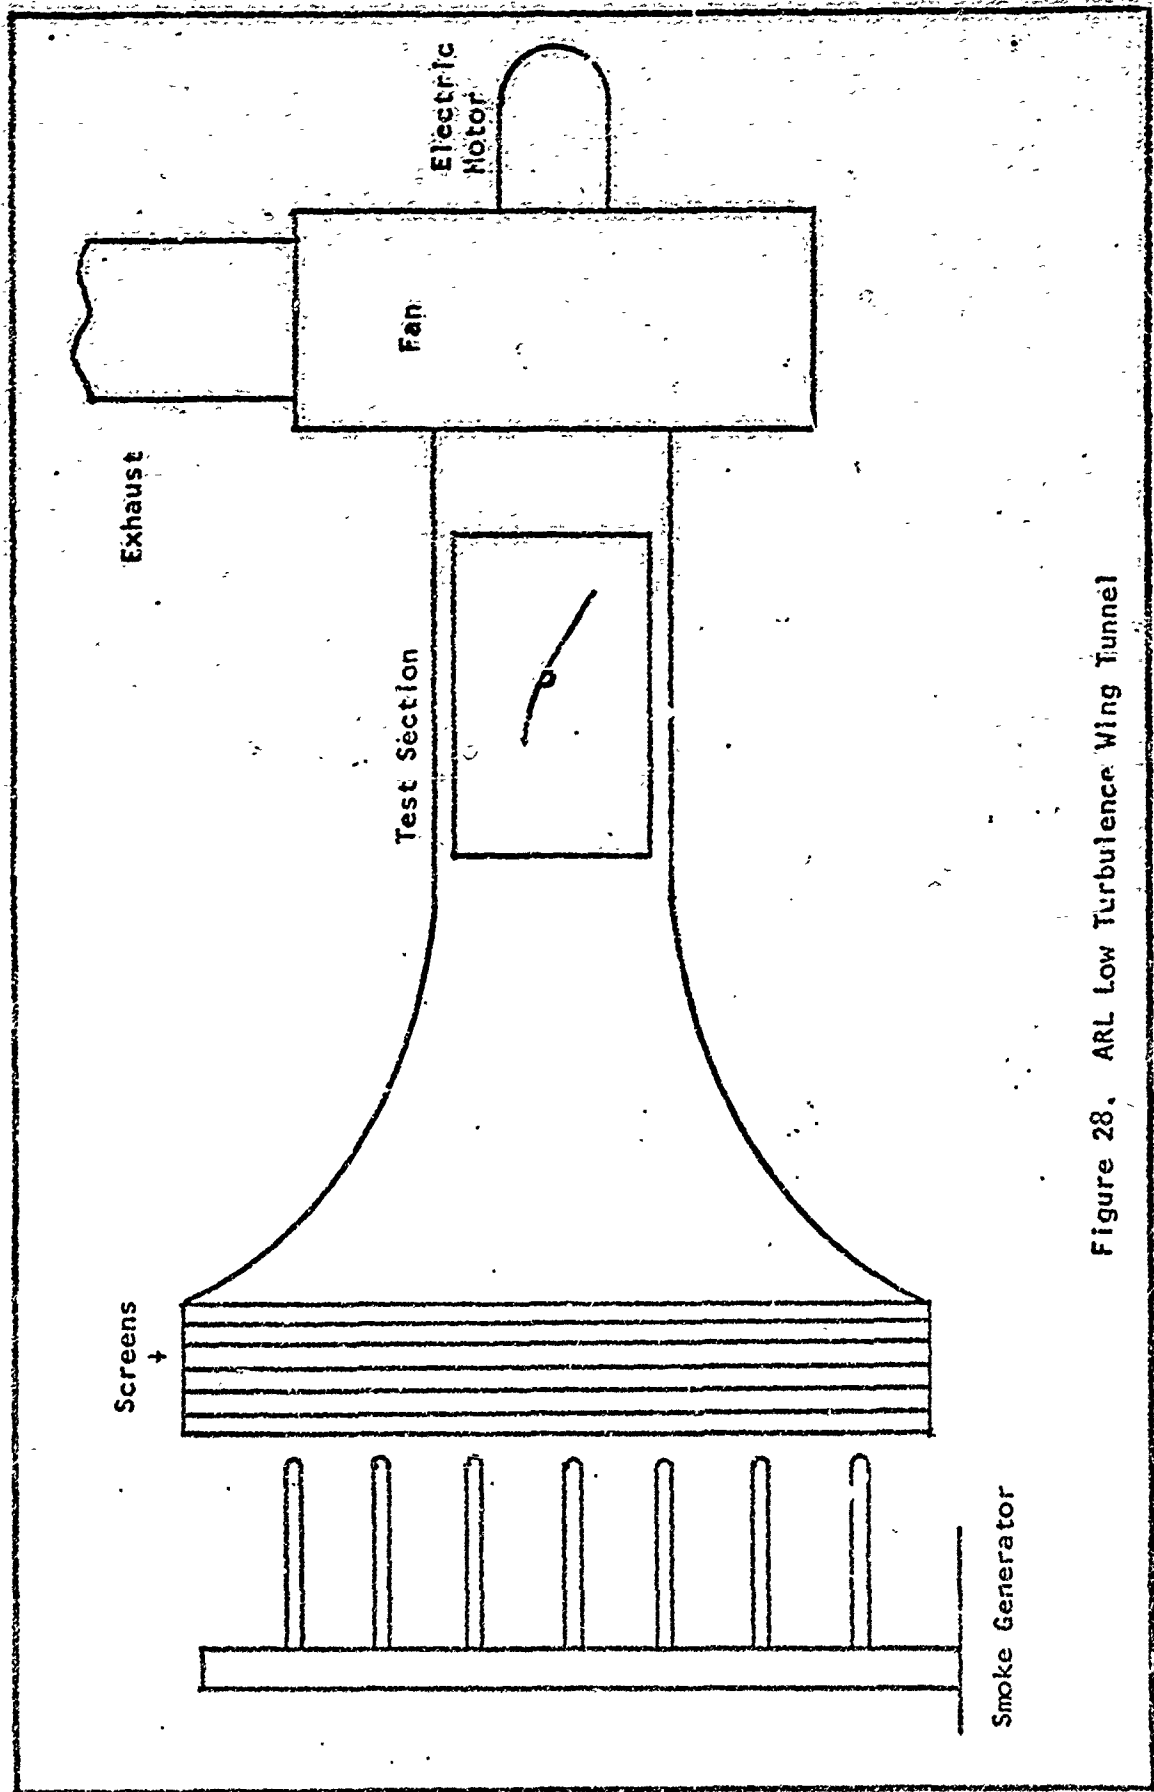 Electric
Motor
Fan
Exhaust
Test Section
Screens
Smoke Generator
Figure 28. ARL Low Turbulence Wing Tunnel